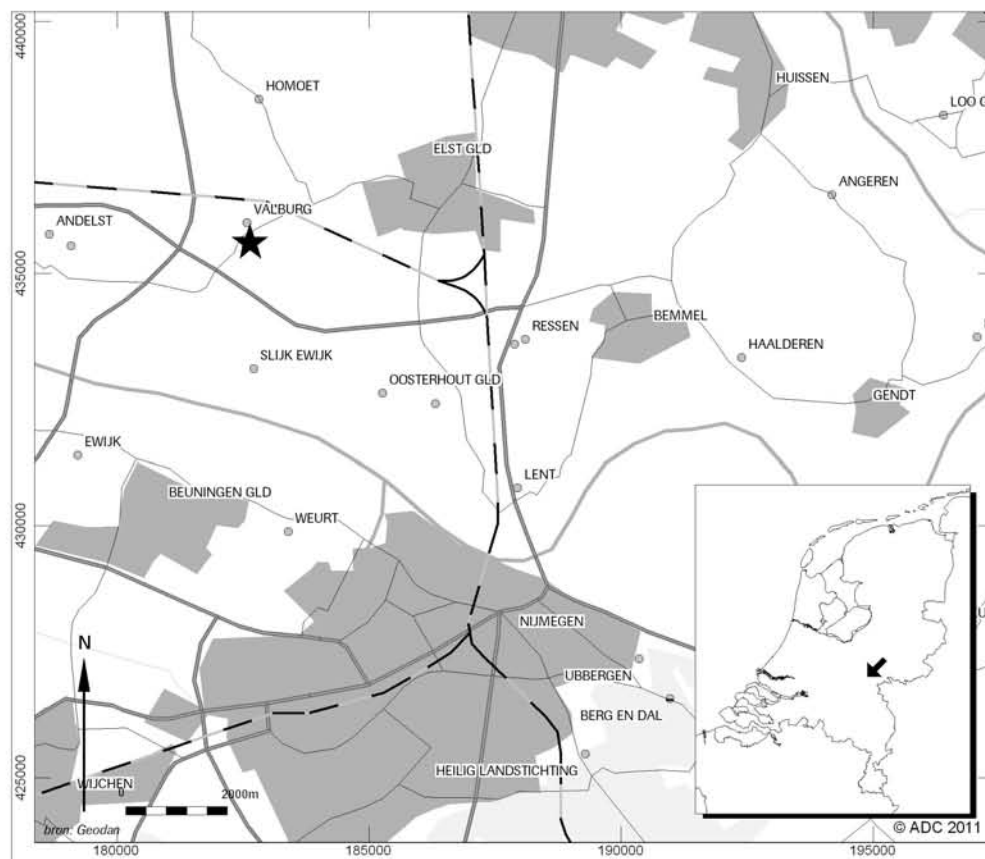 440000
HOMOET
HUISSEN
LOO G
ELST GLD
ANGEREN
VALBURG
ANDELST
435000
RESSEN
BEMMEL
HAALDEREN
SLIJK EWIJK
OOSTERHOUT GLD
GENDT
EWIJK
LENT
BEUNINGEN GLD
WEURT
430000
NIJMEGEN
N
UBBERGEN
BERG EN DAL
HEILIG LANDSTICHTING
WIJCHEN
425000
0
2000m
bron: Geodan
© ADC 2011
180000
185000
190000
195000